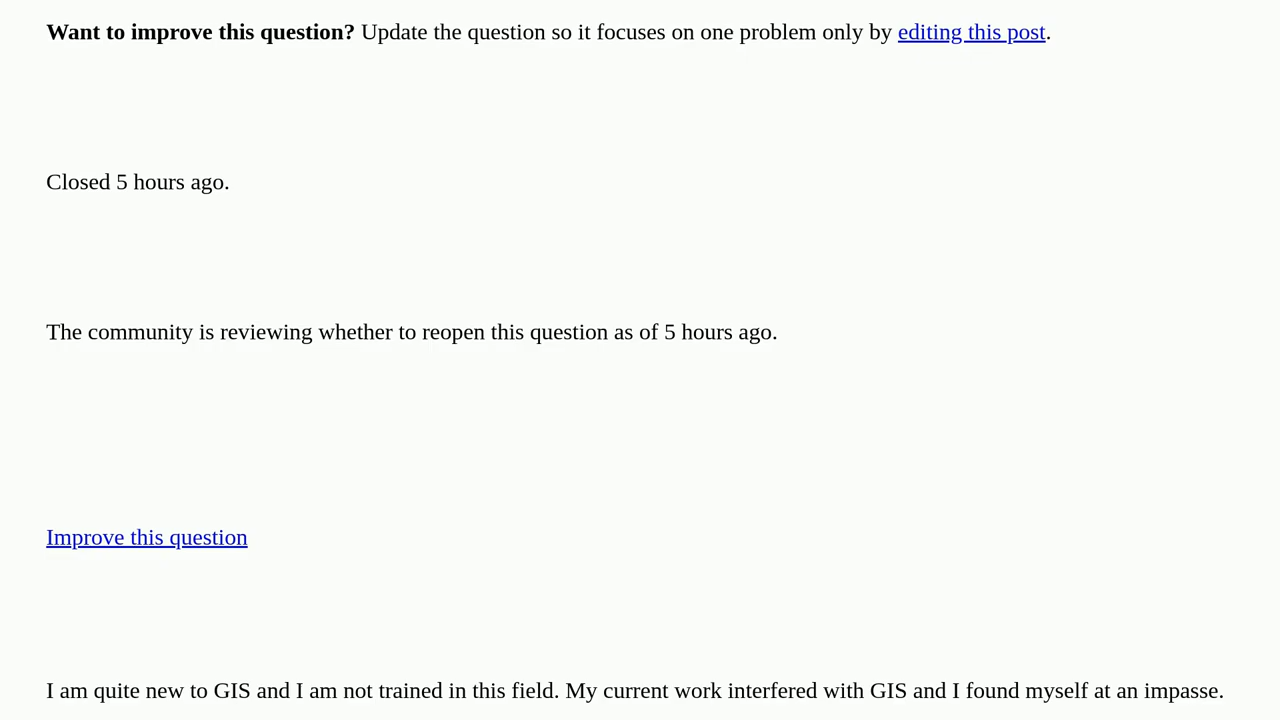 Want to improve this question? Update the question so it focuses on one problem only by editing this post.
Closed 5 hours ago.
The community is reviewing whether to reopen this question as of 5 hours ago.
Improve this question
I am quite new to GIS and I am not trained in this field. My current work interfered with GIS and I found myself at an impasse.